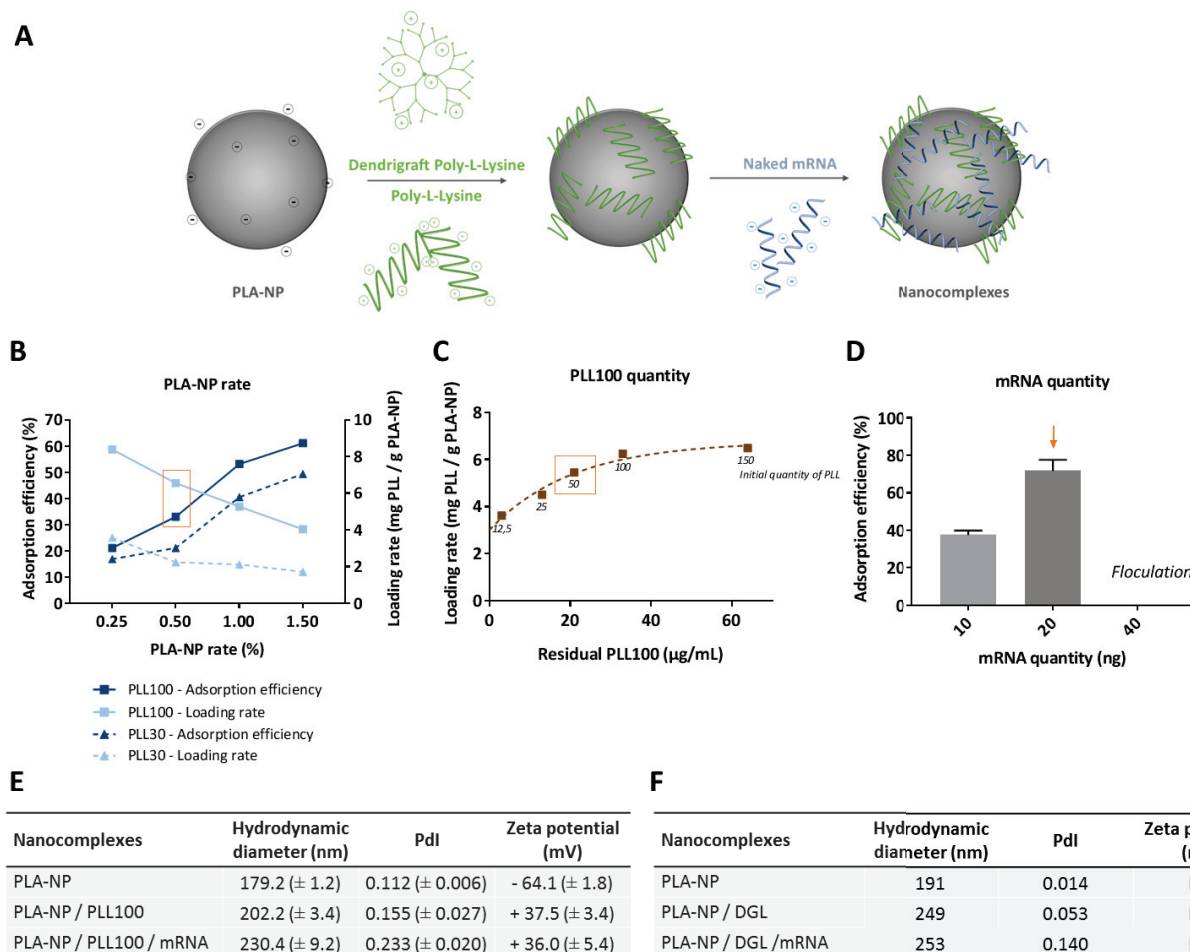 A
Dendrigraft Poly-L-Lysine
Poly-L-Lysine
Naked mRNA
PLA-NP
Nanocomplexes
B
PLA-NP rate
Adsorption efficiency (%)
70
60
50
40
30
20
10
0
10
8
6
4
2
0
Loading rate (mg PLL / g PLA-NP)
0.25 0.50 1.00 1.50
PLA-NP rate (%)
PLL100 - Adsorption efficiency
PLL100 - Loading rate
PLL30 - Adsorption efficiency
PLL30 - Loading rate
C
PLL100 quantity
Loading rate (mg PLL / g PLA-NP)
8
6
4
2
0
12,5
25
50
100
150
Initial quantity of PLL
0 20 40 60
Residual PLL100 (µg/mL)
D
mRNA quantity
Adsorption efficiency (%)
100
80
60
40
20
0
Floculation
10 20 40
mRNA quantity (ng)
E
Nanocomplexes Hydrodynamic diameter (nm) PdI Zeta potential (mV)
PLA-NP 179.2 (± 1.2) 0.112 (± 0.006) - 64.1 (± 1.8)
PLA-NP / PLL100 202.2 (± 3.4) 0.155 (± 0.027) + 37.5 (± 3.4)
PLA-NP / PLL100 / mRNA 230.4 (± 9.2) 0.233 (± 0.020) + 36.0 (± 5.4)
F
Nanocomplexes Hydrodynamic diameter (nm) PdI Zeta p
PLA-NP 191 0.014
PLA-NP / DGL 249 0.053
PLA-NP / DGL /mRNA 253 0.140